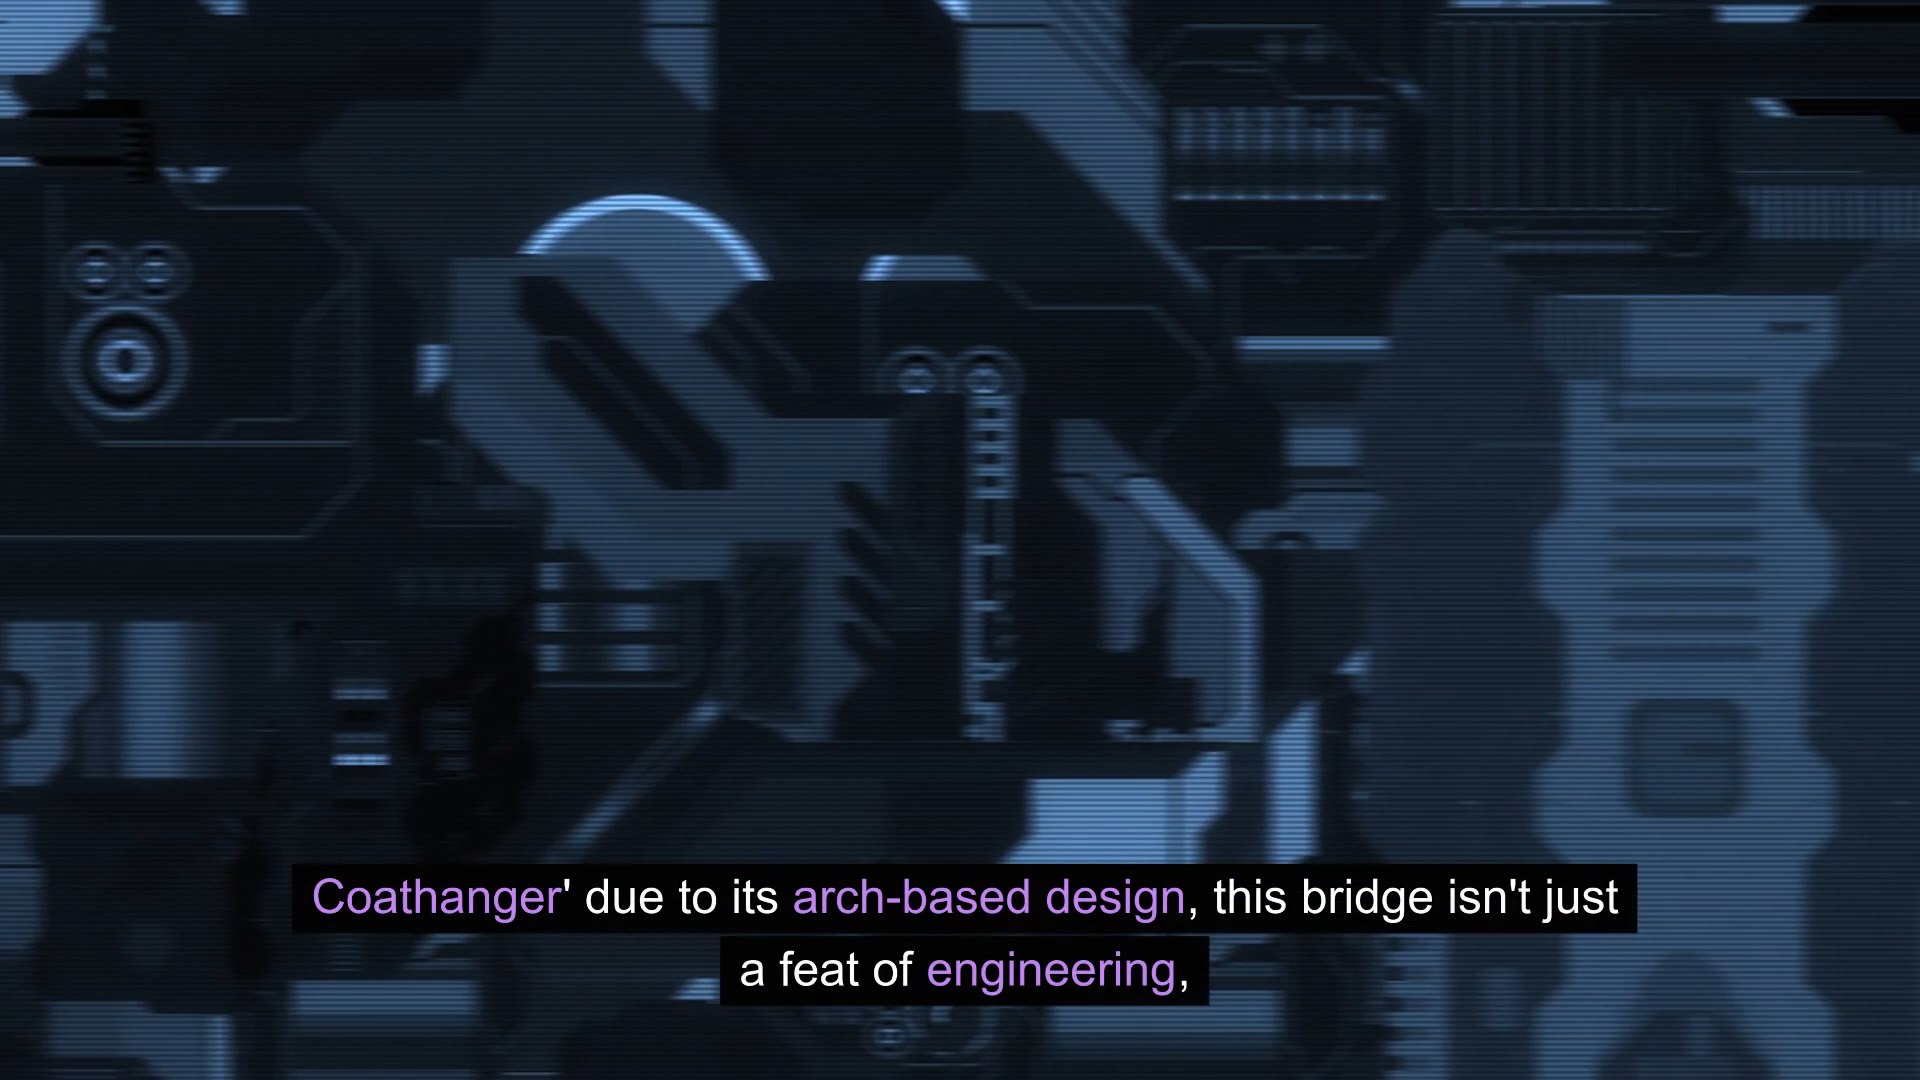 Coathanger' due to its arch-based design, this bridge isn't just
a feat of engineering,